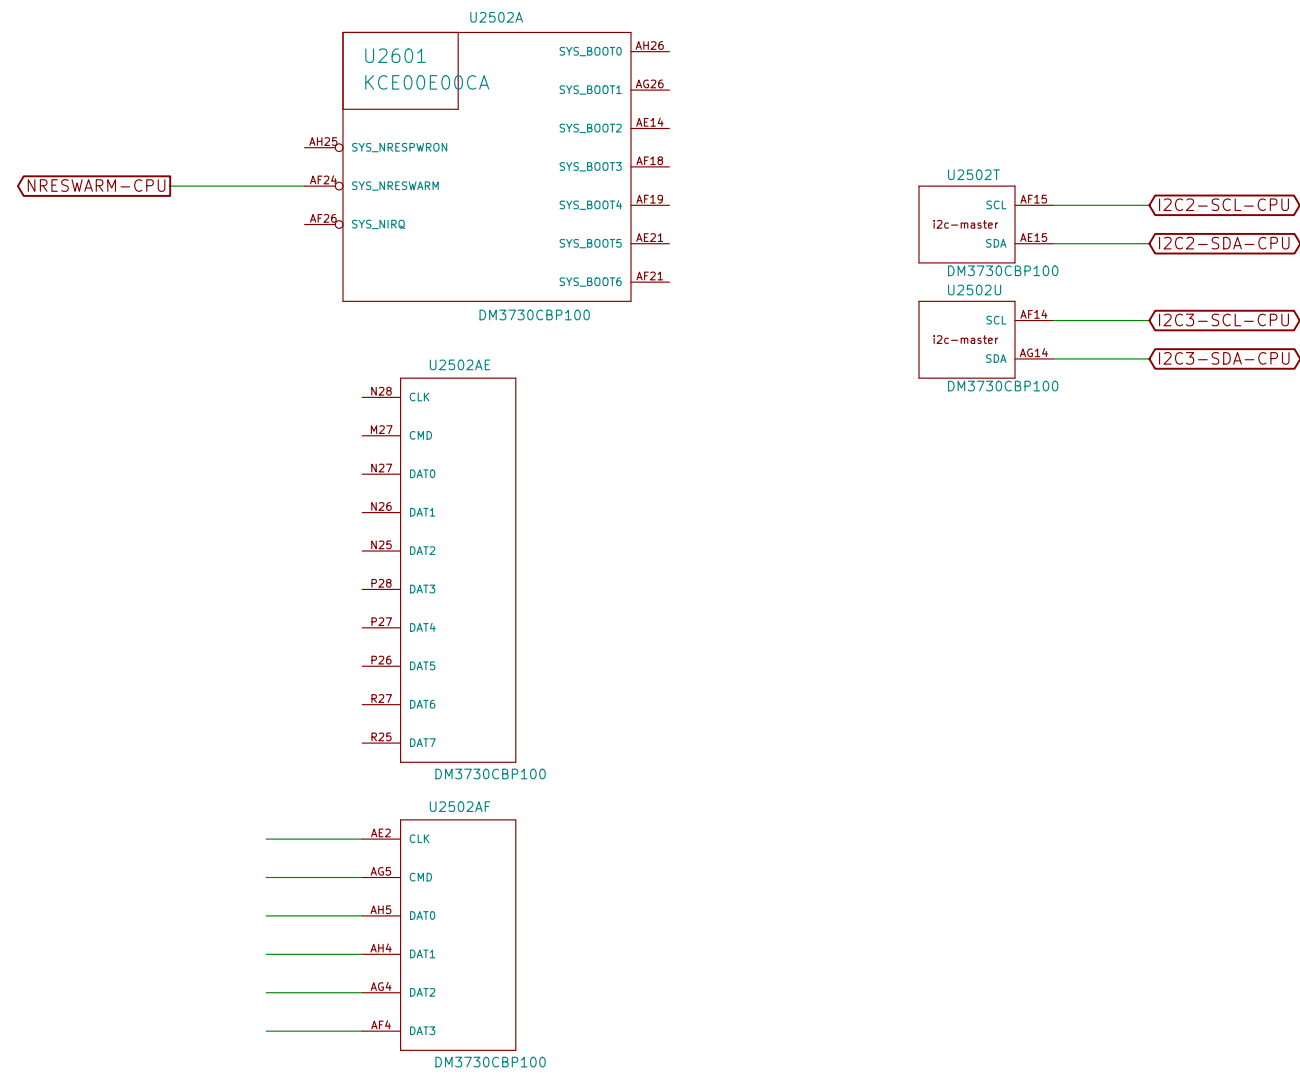 U2502A
U2601
KCE00E00CA
SYS_BOOT0 AH26
SYS_BOOT1 AG26
SYS_BOOT2 AE14
AH25 SYS_NRESPWRON
SYS_BOOT3 AF18
NRESWARM-CPU AF24 SYS_NRESWARM
SYS_BOOT4 AF19
AF26 SYS_NIRQ
SYS_BOOT5 AE21
SYS_BOOT6 AF21
DM3730CBP100
U2502T
SCL AF15 I2C2-SCL-CPU
i2c-master
SDA AE15 I2C2-SDA-CPU
DM3730CBP100
U2502U
SCL AF14 I2C3-SCL-CPU
i2c-master
SDA AG14 I2C3-SDA-CPU
DM3730CBP100
U2502AE
N28 CLK
M27 CMD
N27 DAT0
N26 DAT1
N25 DAT2
P28 DAT3
P27 DAT4
P26 DAT5
R27 DAT6
R25 DAT7
DM3730CBP100
U2502AF
AE2 CLK
AG5 CMD
AH5 DAT0
AH4 DAT1
AG4 DAT2
AF4 DAT3
DM3730CBP100